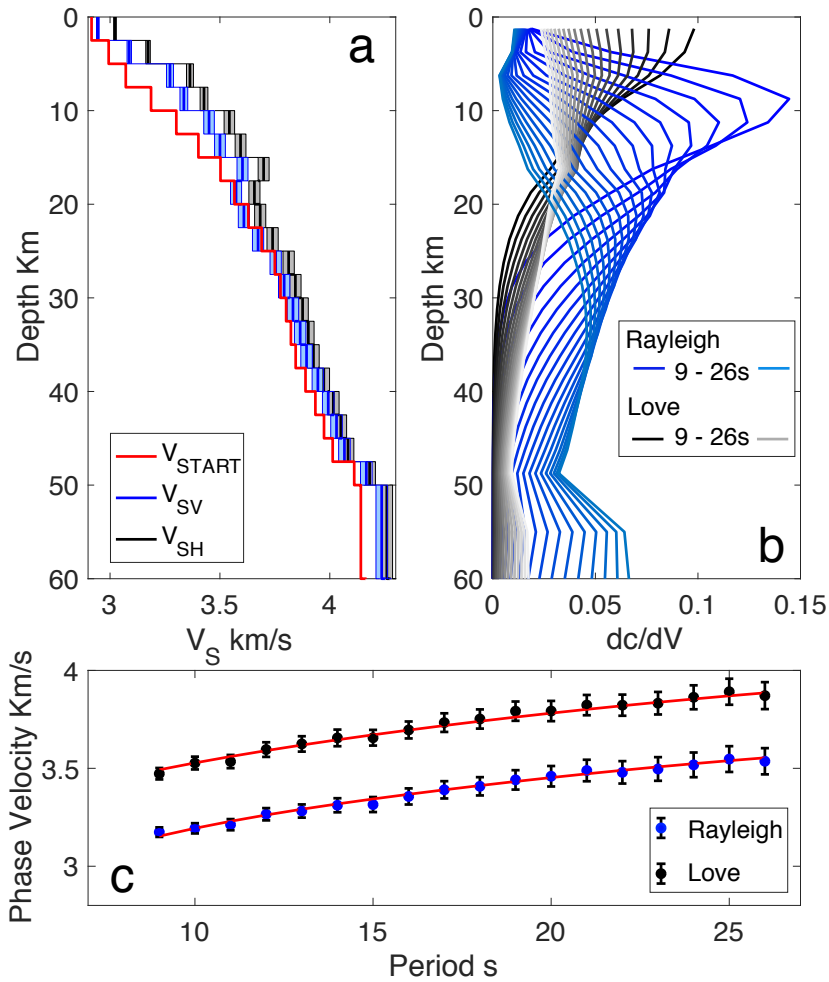 a
0
10
20
30
40
50
60
Depth Km
3
3.5
4
V_S km/s
V_START
V_SV
V_SH
b
0
10
20
30
40
50
60
Depth km
0
0.05
0.1
0.15
dc/dV
Rayleigh
9 - 26s
Love
9 - 26s
c
4
3.5
3
Phase Velocity Km/s
10
15
20
25
Period s
Rayleigh
Love